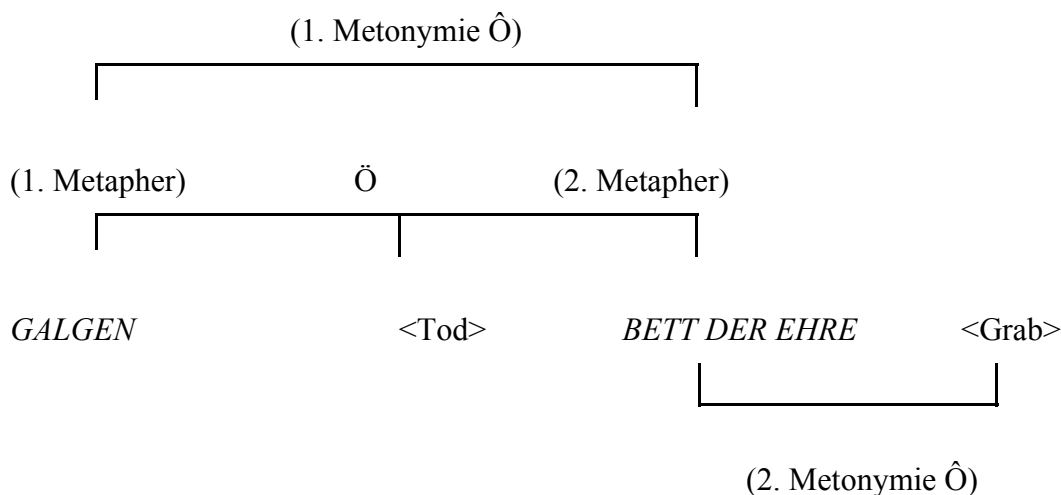 (1. Metonymie Ô)
(1. Metapher) Ö (2. Metapher)
GALGEN <Tod> BETT DER EHRE <Grab>
(2. Metonymie Ô)